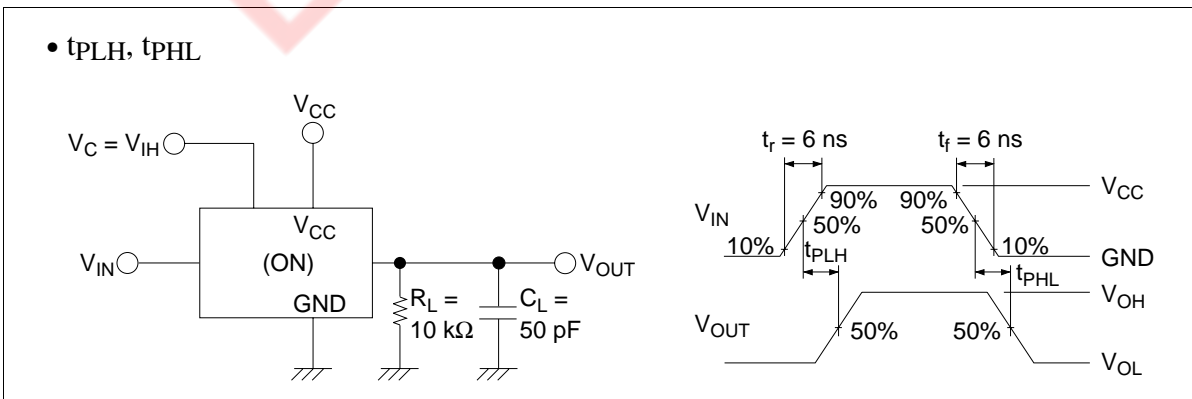 • tPLH, tPHL
VCC
VC = VIH
VCC
VIN
(ON)
GND
VOUT
RL =
10 kΩ
CL =
50 pF
tr = 6 ns
tf = 6 ns
VCC
90%
90%
VIN
50%
50%
10%
10%
tPLH
GND
tPHL
VOH
VOUT
50%
50%
VOL